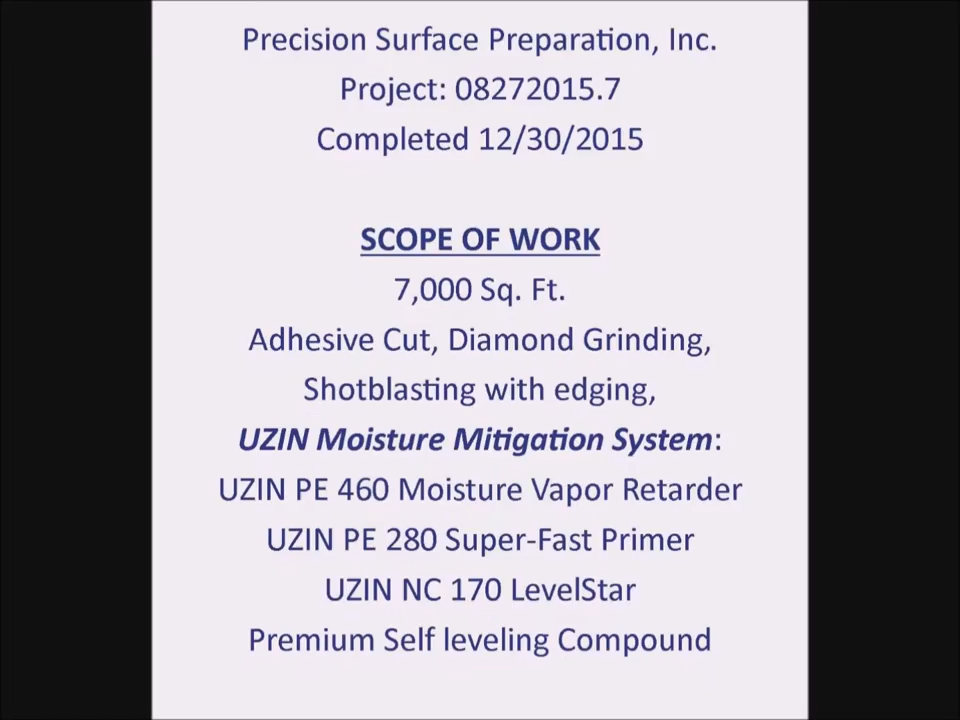 Precision Surface Preparation, Inc.
Project: 08272015.7
Completed 12/30/2015
SCOPE OF WORK
7,000 Sq. Ft.
Adhesive Cut, Diamond Grinding,
Shotblasting with edging,
UZIN Moisture Mitigation System:
UZIN PE 460 Moisture Vapor Retarder
UZIN PE 280 Super-Fast Primer
UZIN NC 170 LevelStar
Premium Self leveling Compound